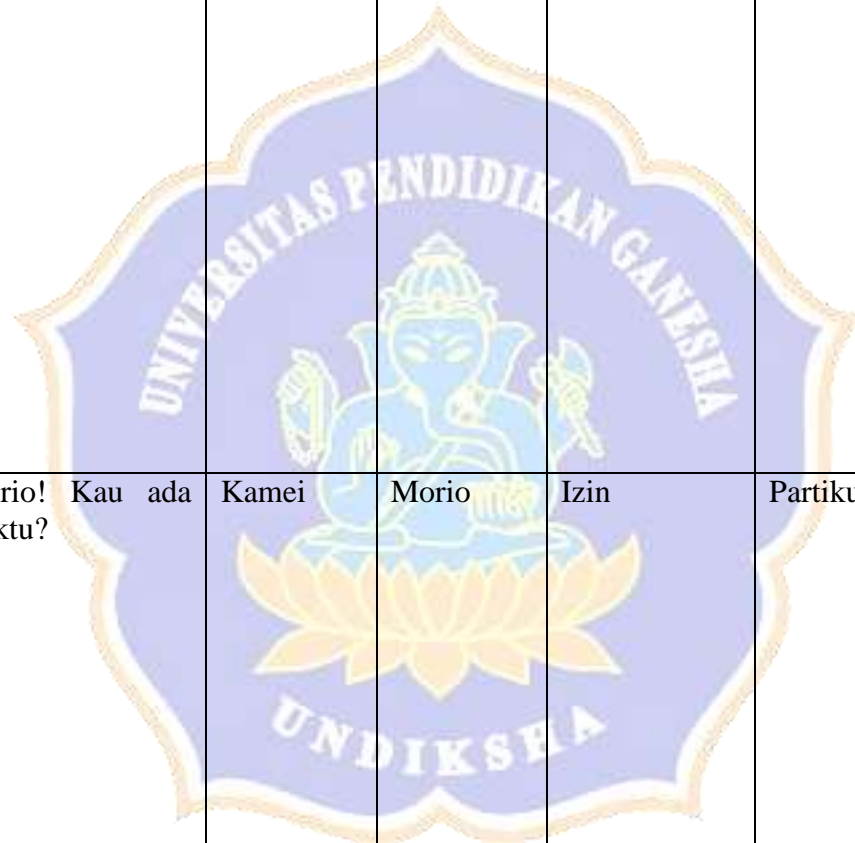 UNIVERSITAS PENDIDIKAN GANESHA
rio! Kau ada Kamei Morio Izin Partiku
ktu?
UNDIKSHA